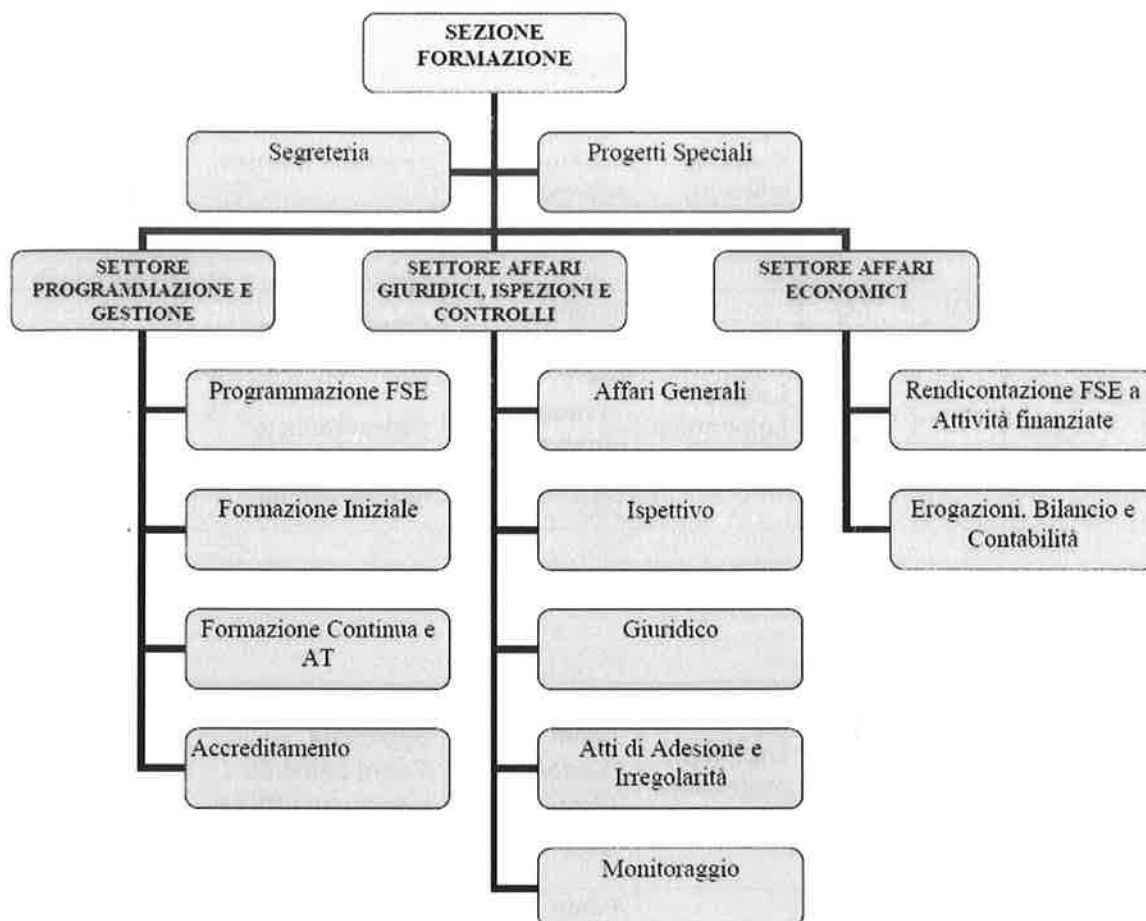 SEZIONE
FORMAZIONE
Segreteria
Progetti Speciali
SETTORE
PROGRAMMAZIONE E
GESTIONE
SETTORE AFFARI
GIURIDICI, ISPEZIONI E
CONTROLLI
SETTORE AFFARI
ECONOMICI
Programmazione FSE
Formazione Iniziale
Formazione Continua e
AT
Accreditamento
Affari Generali
Ispettivo
Giuridico
Atti di Adesione e
Irregolarità
Monitoraggio
Rendicontazione FSE a
Attività finanziate
Erogazioni, Bilancio e
Contabilità